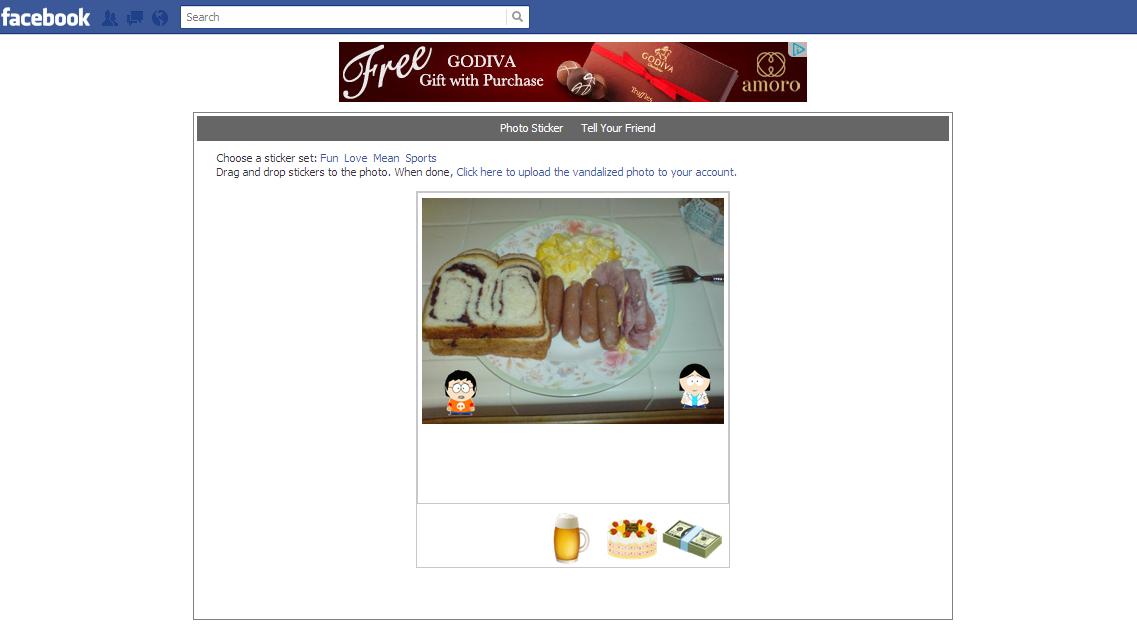 facebook
Search
Free GODIVA
Gift with Purchase
GODIVA
Truffles
amoro
Photo Sticker Tell Your Friend
Choose a sticker set: Fun Love Mean Sports
Drag and drop stickers to the photo. When done, Click here to upload the vandalized photo to your account.